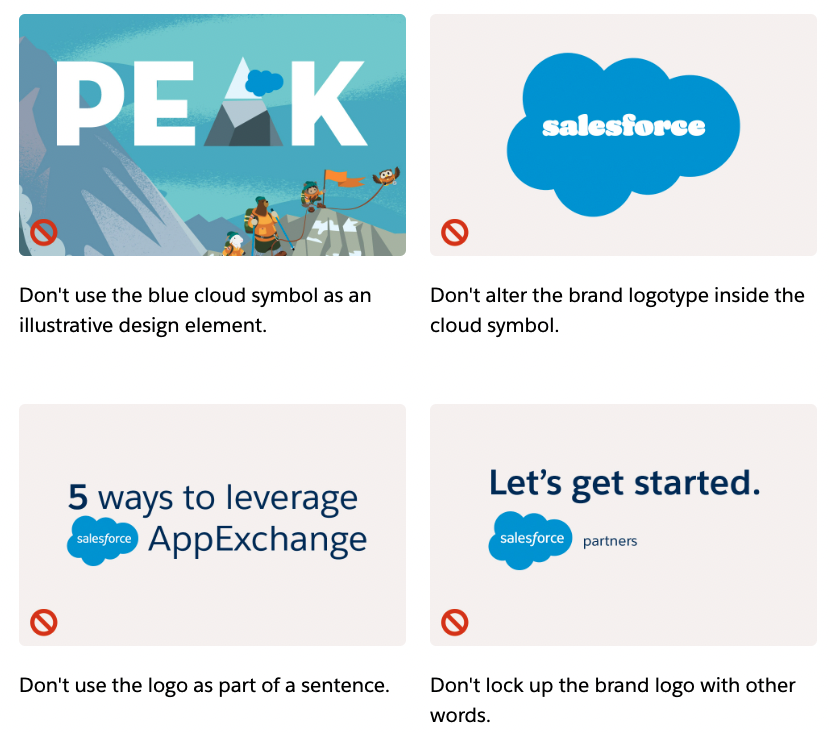 PEAK
salesforce
Don't use the blue cloud symbol as an
illustrative design element.
Don't alter the brand logotype inside the
cloud symbol.
5 ways to leverage
salesforce AppExchange
Let's get started.
salesforce partners
Don't use the logo as part of a sentence.
Don't lock up the brand logo with other
words.